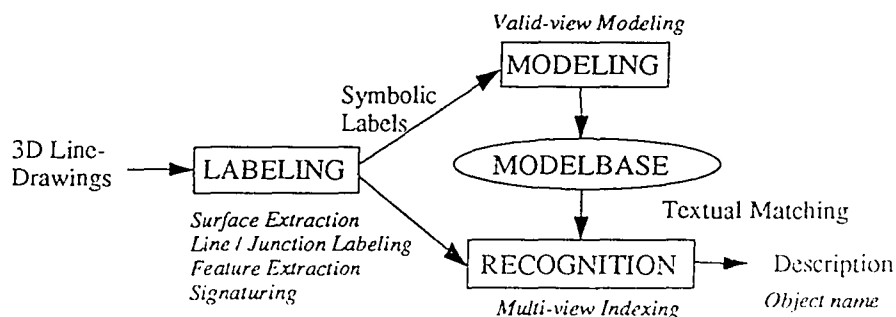 Valid-view Modeling
MODELING
Symbolic
Labels
3D Line-
Drawings
LABELING
MODELBASE
Surface Extraction
Line / Junction Labeling
Feature Extraction
Signaturing
Textual Matching
RECOGNITION
Description
Multi-view Indexing
Object name